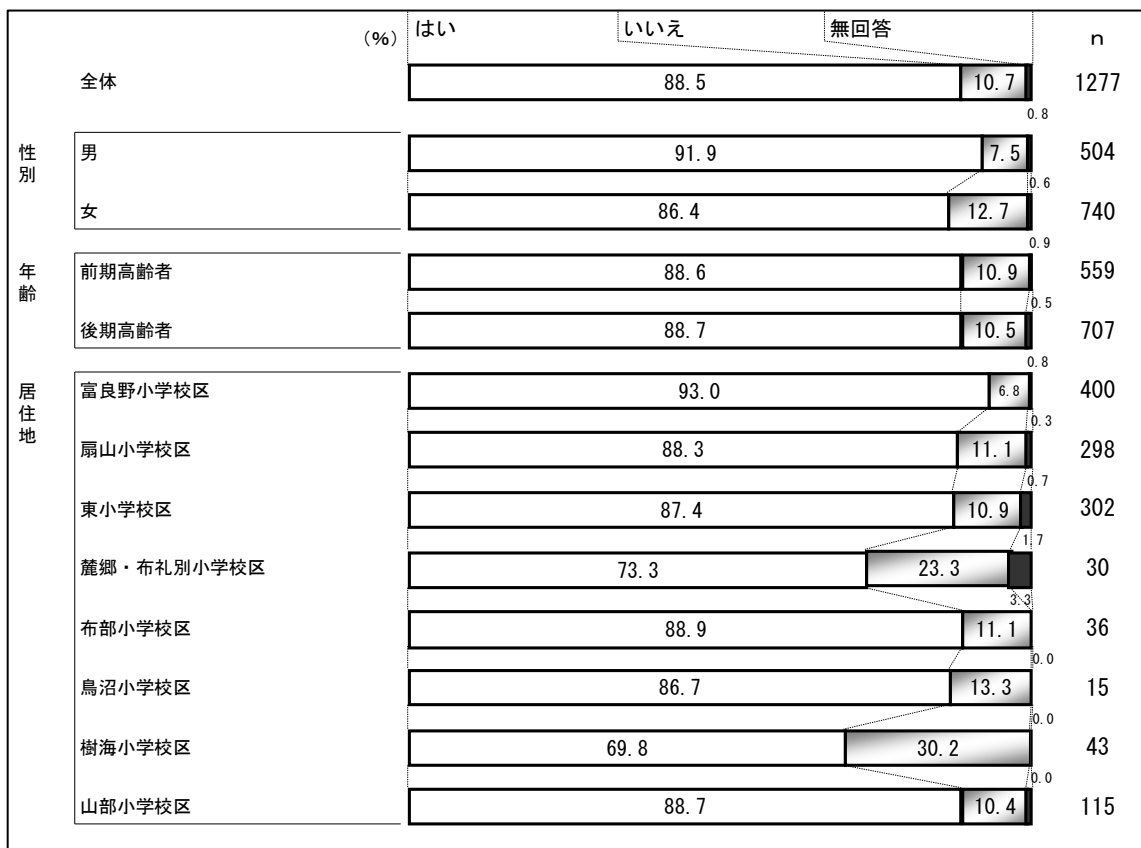 (%) はい いいえ 無回答 n
全体 88.5 10.7 1277
0.8
性別
男 91.9 7.5 504
0.6
女 86.4 12.7 740
0.9
年齢
前期高齢者 88.6 10.9 559
0.5
後期高齢者 88.7 10.5 707
0.8
居住地
富良野小学校区 93.0 6.8 400
0.3
扇山小学校区 88.3 11.1 298
0.7
東小学校区 87.4 10.9 302
1.7
麓郷・布礼別小学校区 73.3 23.3 30
3.3
布部小学校区 88.9 11.1 36
0.0
鳥沼小学校区 86.7 13.3 15
0.0
樹海小学校区 69.8 30.2 43
0.0
山部小学校区 88.7 10.4 115